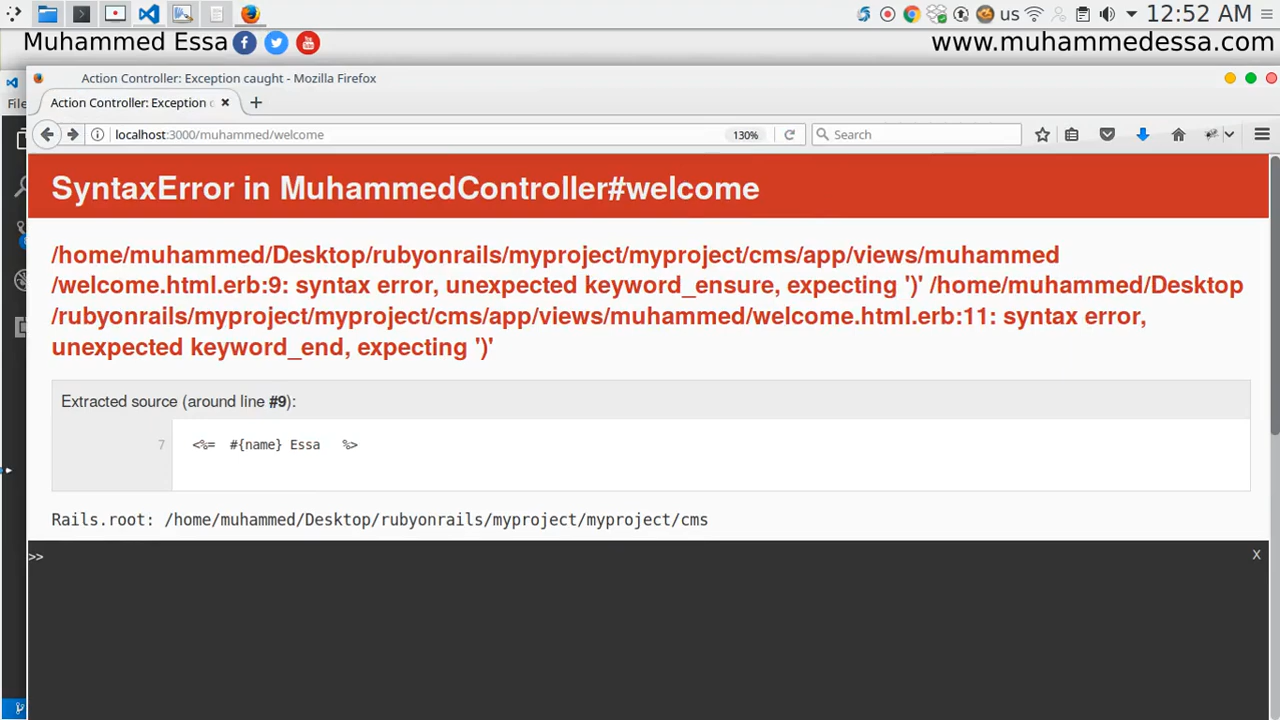 us 12:52 AM
Muhammed Essa
www.muhammedessa.com
Action Controller: Exception caught - Mozilla Firefox
File
Action Controller: Exception c
localhost:3000/muhammed/welcome
130%
Search
SyntaxError in MuhammedController#welcome
/home/muhammed/Desktop/rubyonrails/myproject/myproject/cms/app/views/muhammed
/welcome.html.erb:9: syntax error, unexpected keyword_ensure, expecting ')' /home/muhammed/Desktop
/rubyonrails/myproject/myproject/cms/app/views/muhammed/welcome.html.erb:11: syntax error,
unexpected keyword_end, expecting ')'
Extracted source (around line #9):
7 <%= #{name} Essa %>
Rails.root: /home/muhammed/Desktop/rubyonrails/myproject/myproject/cms
>> X